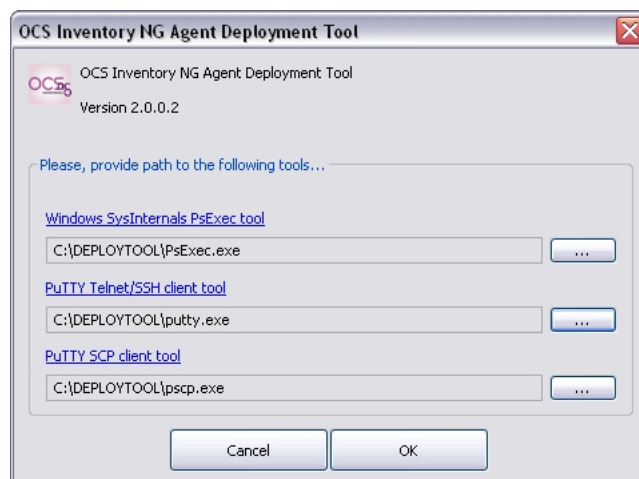 OCS Inventory NG Agent Deployment Tool
OCS Inventory NG Agent Deployment Tool
OCS
NG
Version 2.0.0.2
Please, provide path to the following tools...
Windows SysInternals PsExec tool
C:\DEPLOYTOOL\PsExec.exe
...
PuTTY Telnet/SSH client tool
C:\DEPLOYTOOL\putty.exe
...
PuTTY SCP client tool
C:\DEPLOYTOOL\pscp.exe
...
Cancel
OK